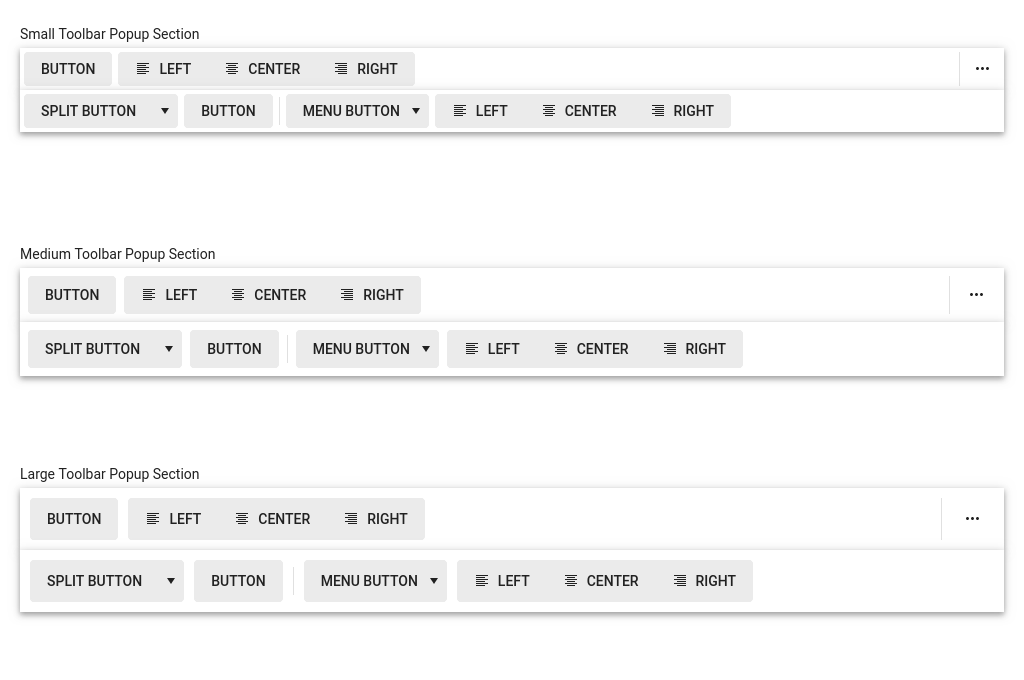 Small Toolbar Popup Section
BUTTON LEFT CENTER RIGHT
SPLIT BUTTON BUTTON MENU BUTTON LEFT CENTER RIGHT
Medium Toolbar Popup Section
BUTTON LEFT CENTER RIGHT
SPLIT BUTTON BUTTON MENU BUTTON LEFT CENTER RIGHT
Large Toolbar Popup Section
BUTTON LEFT CENTER RIGHT
SPLIT BUTTON BUTTON MENU BUTTON LEFT CENTER RIGHT